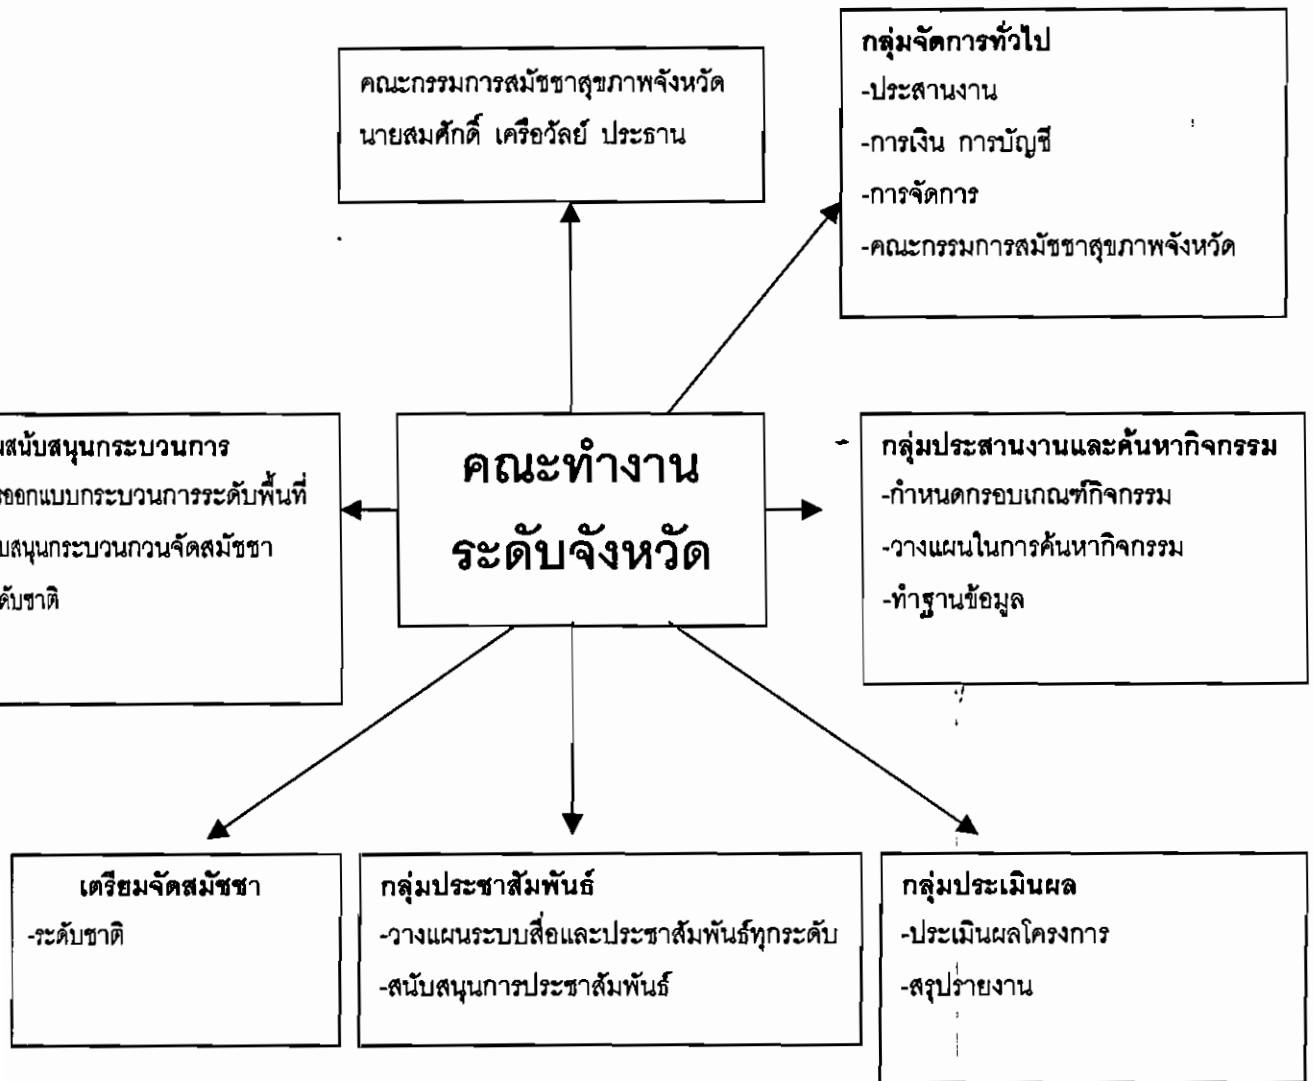 คณะกรรมการสมัชชาสุขภาพจังหวัด
นายสมศักดิ์ เครือวัลย์ ประธาน
กลุ่มจัดการทั่วไป
-ประสานงาน
-การเงิน การบัญชี
-การจัดการ
-คณะกรรมการสมัชชาสุขภาพจังหวัด
สนับสนุนกระบวนการ
ออกแบบกระบวนการระดับพื้นที่
สนุนกระบวนกวนจัดสมัชชา
ดับชาติ
คณะทำงาน
ระดับจังหวัด
กลุ่มประสานงานและค้นหากิจกรรม
-กำหนดกรอบเกณฑ์กิจกรรม
-วางแผนในการค้นหากิจกรรม
-ทำฐานข้อมูล
เตรียมจัดสมัชชา
-ระดับชาติ
กลุ่มประชาสัมพันธ์
-วางแผนระบบสื่อและประชาสัมพันธ์ทุกระดับ
-สนับสนุนการประชาสัมพันธ์
กลุ่มประเมินผล
-ประเมินผลโครงการ
-สรุปรายงาน